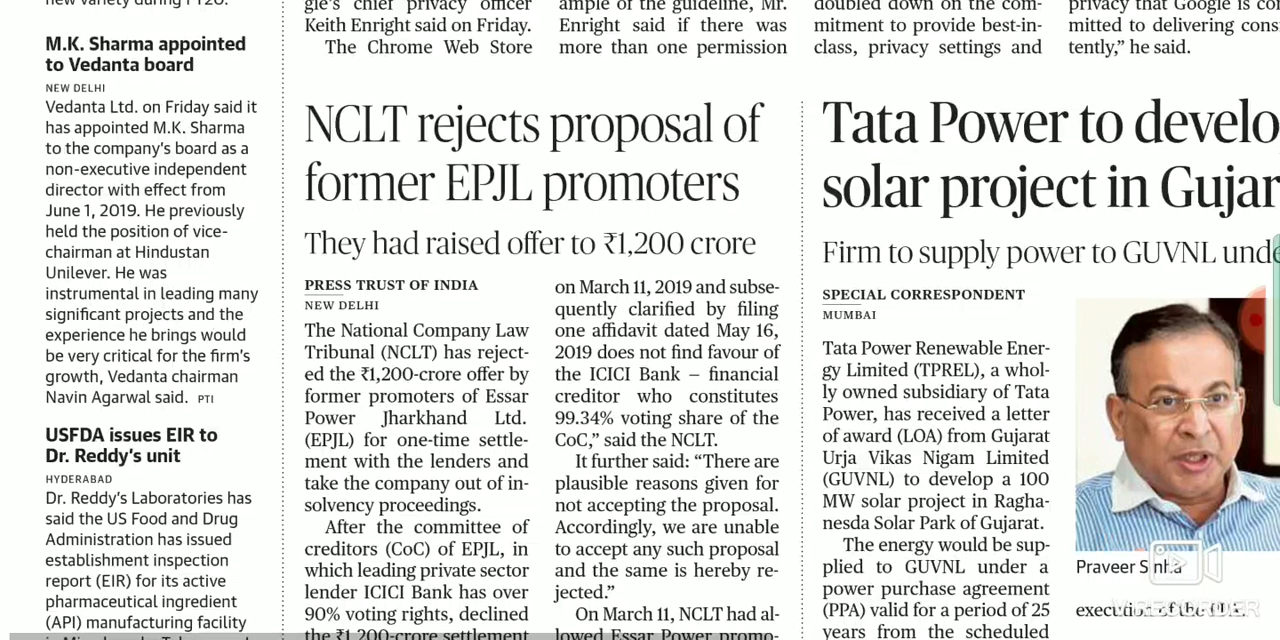 new variety during FY20.
M.K. Sharma appointed
to Vedanta board
NEW DELHI
Vedanta Ltd. on Friday said it
has appointed M.K. Sharma
to the company's board as a
non-executive independent
director with effect from
June 1, 2019. He previously
held the position of vice-
chairman at Hindustan
Unilever. He was
instrumental in leading many
significant projects and the
experience he brings would
be very critical for the firm's
growth, Vedanta chairman
Navin Agarwal said. PTI
USFDA issues EIR to
Dr. Reddy's unit
HYDERABAD
Dr. Reddy's Laboratories has
said the US Food and Drug
Administration has issued
establishment inspection
report (EIR) for its active
pharmaceutical ingredient
(API) manufacturing facility
gle's chief privacy officer
Keith Enright said on Friday.
The Chrome Web Store
ample of the guideline, Mr.
Enright said if there was
more than one permission
doubled down on the com-
mitment to provide best-in-
class, privacy settings and
privacy that Google is co
mitted to delivering cons
tently," he said.
NCLT rejects proposal of
former EPJL promoters
They had raised offer to ₹1,200 crore
PRESS TRUST OF INDIA
NEW DELHI
The National Company Law
Tribunal (NCLT) has reject-
ed the ₹1,200-crore offer by
former promoters of Essar
Power Jharkhand Ltd.
(EPJL) for one-time settle-
ment with the lenders and
take the company out of in-
solvency proceedings.
After the committee of
creditors (CoC) of EPJL, in
which leading private sector
lender ICICI Bank has over
90% voting rights, declined
the ₹1,200-crore settlement
on March 11, 2019 and subse-
quently clarified by filing
one affidavit dated May 16,
2019 does not find favour of
the ICICI Bank – financial
creditor who constitutes
99.34% voting share of the
CoC," said the NCLT.
It further said: "There are
plausible reasons given for
not accepting the proposal.
Accordingly, we are unable
to accept any such proposal
and the same is hereby re-
jected."
On March 11, NCLT had al-
lowed Essar Power promo-
Tata Power to develo
solar project in Gujar
Firm to supply power to GUVNL unde
SPECIAL CORRESPONDENT
MUMBAI
Tata Power Renewable Ener-
gy Limited (TPREL), a whol-
ly owned subsidiary of Tata
Power, has received a letter
of award (LOA) from Gujarat
Urja Vikas Nigam Limited
(GUVNL) to develop a 100
MW solar project in Ragha-
nesda Solar Park of Gujarat.
The energy would be sup-
plied to GUVNL under a
power purchase agreement
(PPA) valid for a period of 25
years from the scheduled
Praveer Sinha
execution of the PPA.